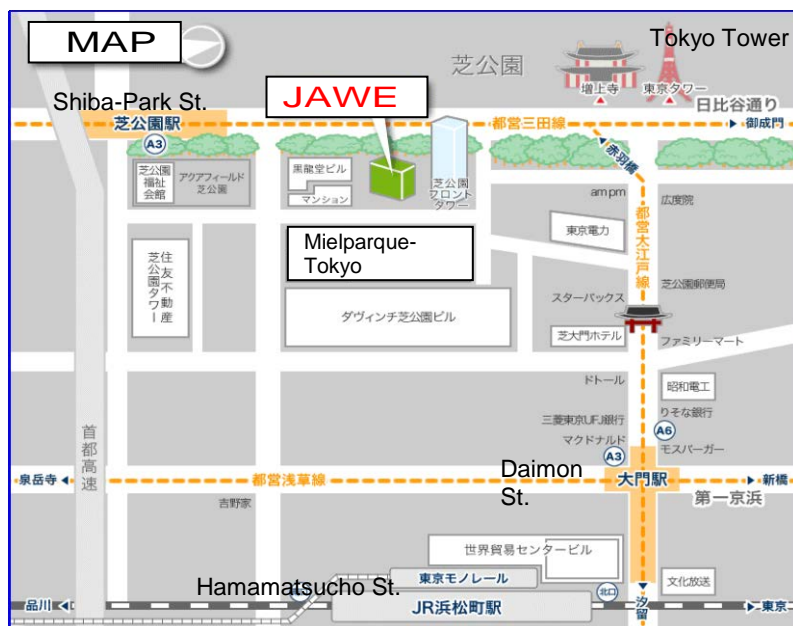 MAP
Tokyo Tower
芝公園
増上寺
東京タワー
日比谷通り
Shiba-Park St.
JAWE
芝公園駅
都営三田線
御成門
A3
赤羽橋
芝公園
福祉
会館
アクアフィールド
芝公園
黒龍堂ビル
マンション
芝公園
フロント
タワー
am pm
広度院
東京電力
都営大江戸線
住友不動産
芝公園タワー
Mielparque-
Tokyo
芝公園郵便局
スターバックス
ダヴィンチ芝公園ビル
芝大門ホテル
ファミリーマート
ドトール
昭和電工
三菱東京UFJ銀行
りそな銀行
マクドナルド
A6
A3
モスバーガー
首都高速
Daimon
St.
泉岳寺
都営浅草線
大門駅
新橋
吉野家
第一京浜
世界貿易センタービル
東京モノレール
Hamamatsucho St.
北口
文化放送
汐留
品川
JR浜松町駅
東京